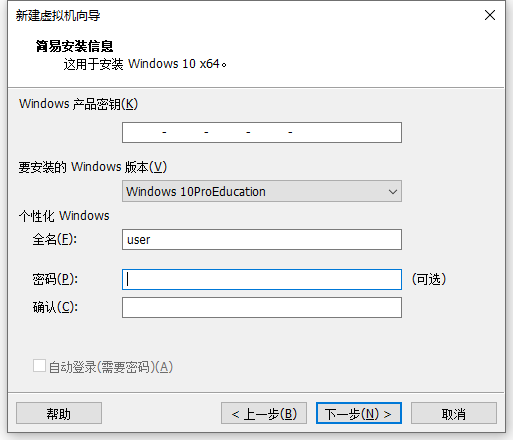 新建虚拟机向导
简易安装信息
这用于安装 Windows 10 x64。
Windows 产品密钥(K)
- - - -
要安装的 Windows 版本(V)
Windows 10ProEducation
个性化 Windows
全名(F): user
密码(P): (可选)
确认(C):
自动登录(需要密码)(A)
帮助 < 上一步(B) 下一步(N) > 取消